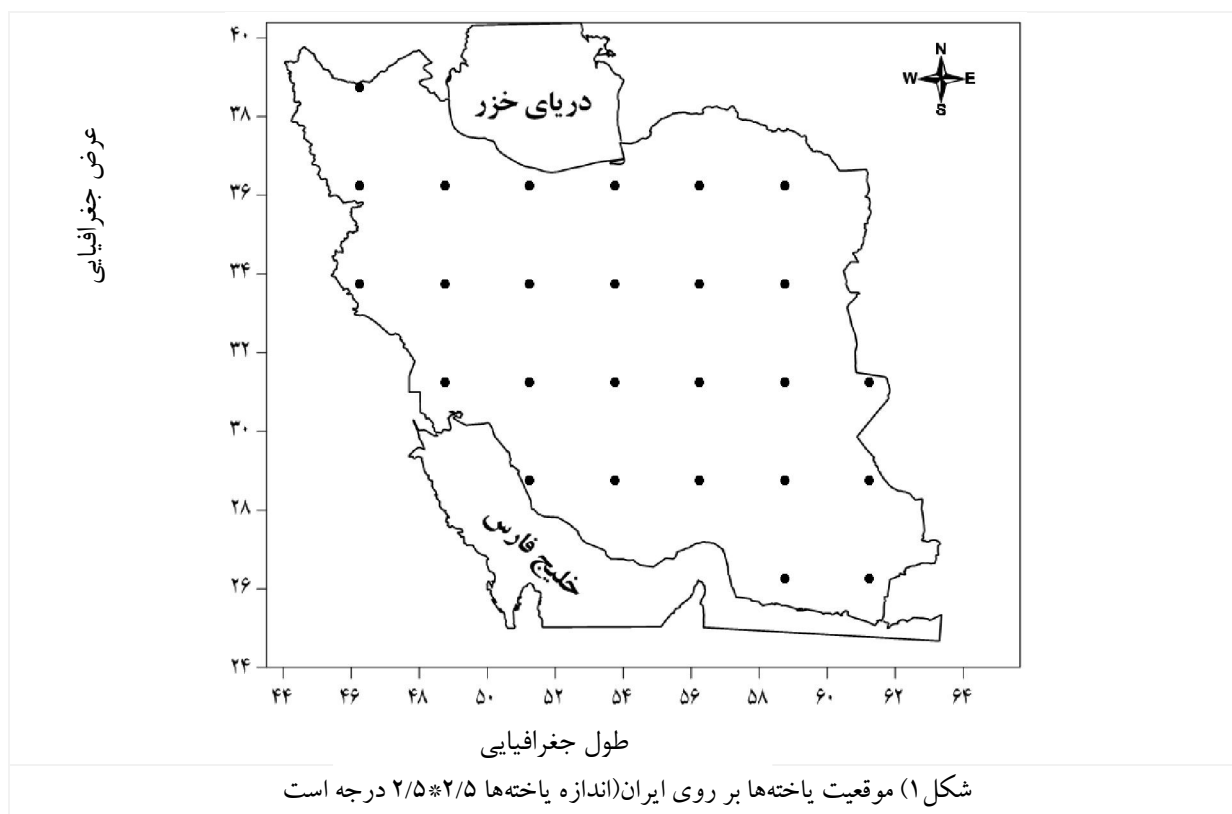 ۴۰
N
W E
S
دریای خزر
۳۸
۳۶
۳۴
۳۲
۳۰
۲۸
۲۶
۲۴
عرض جغرافیایی
خلیج فارس
۴۴ ۴۶ ۴۸ ۵۰ ۵۲ ۵۴ ۵۶ ۵۸ ۶۰ ۶۲ ۶۴
طول جغرافیایی
شکل۱) موقعیت یاخته‌ها بر روی ایران(اندازه یاخته‌ها ۲/۵*۲/۵ درجه است